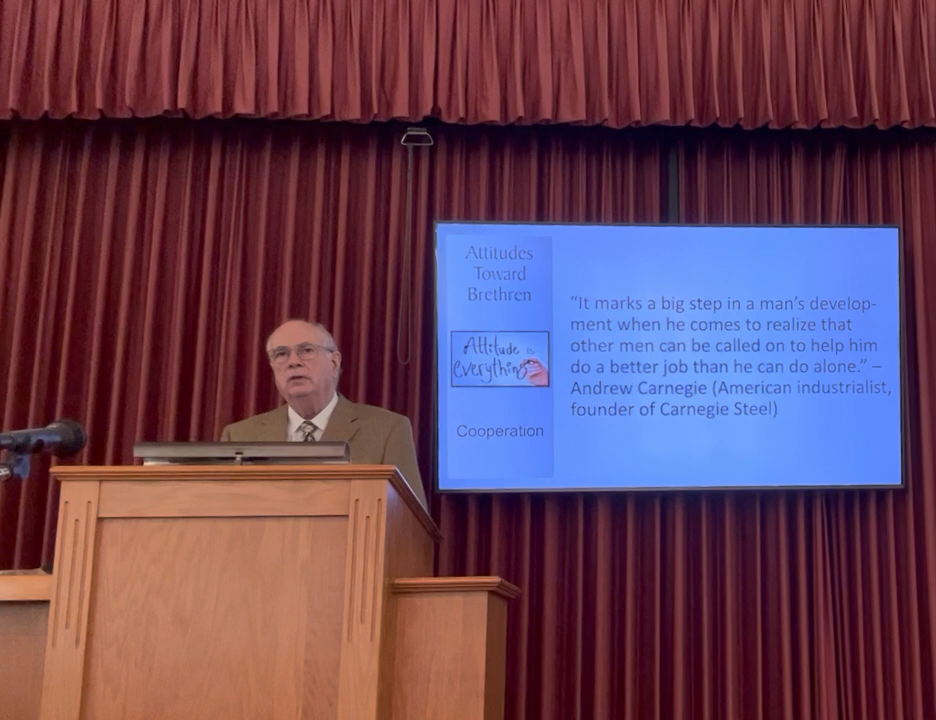 Attitudes
Toward
Brethren
Attitude is
everything
Cooperation
“It marks a big step in a man’s develop-
ment when he comes to realize that
other men can be called on to help him
do a better job than he can do alone.” –
Andrew Carnegie (American industrialist,
founder of Carnegie Steel)